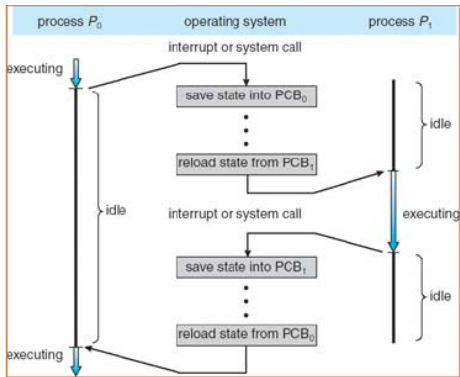 process P0 operating system process P1
interrupt or system call
executing
save state into PCB0
idle
reload state from PCB1
idle
interrupt or system call
executing
save state into PCB1
idle
reload state from PCB0
executing